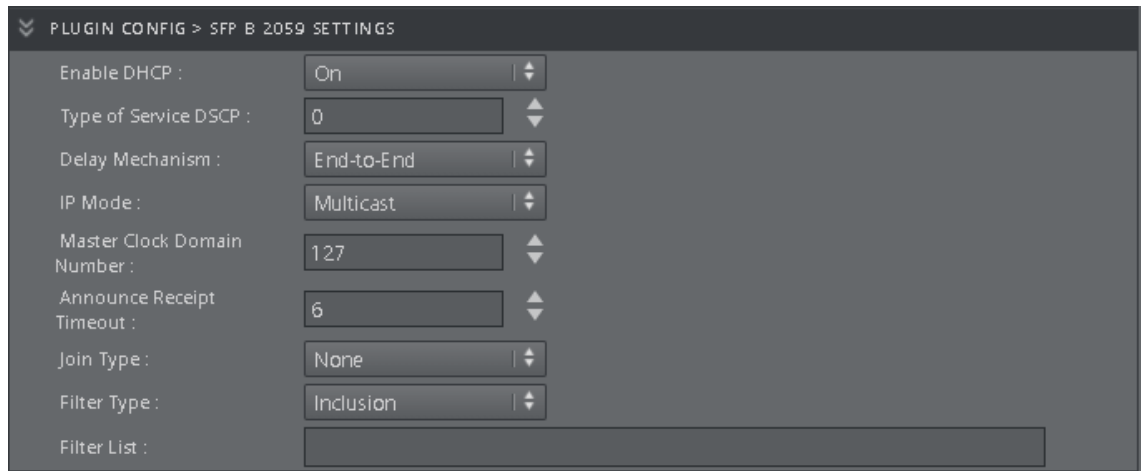 PLUGIN CONFIG > SFP B 2059 SETTINGS
Enable DHCP : On
Type of Service DSCP : 0
Delay Mechanism : End-to-End
IP Mode : Multicast
Master Clock Domain
Number : 127
Announce Receipt
Timeout : 6
Join Type : None
Filter Type : Inclusion
Filter List :